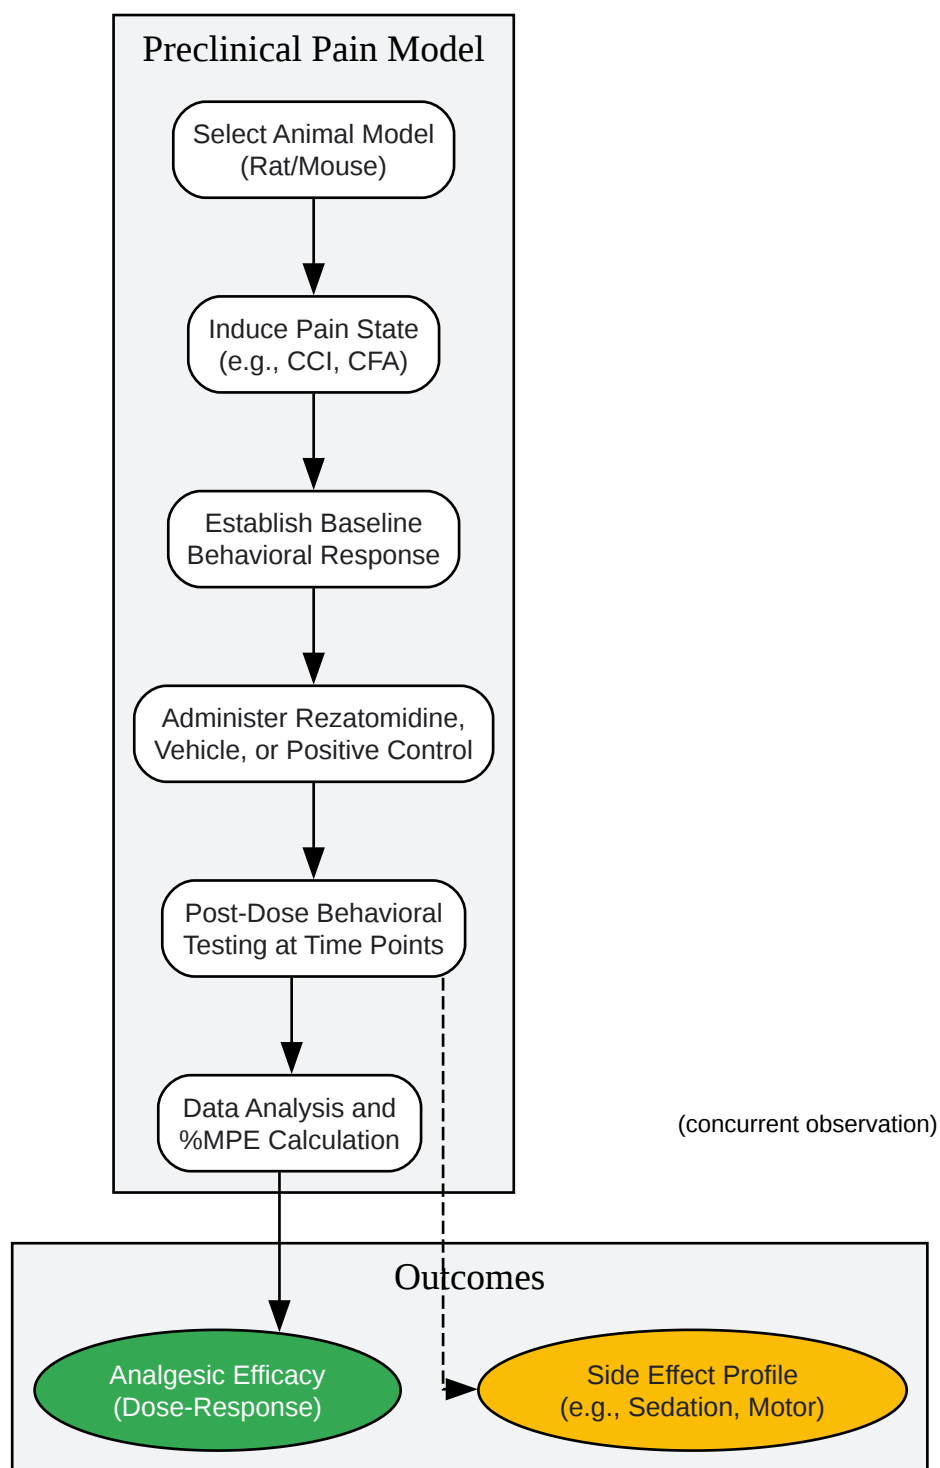 Preclinical Pain Model
Select Animal Model
(Rat/Mouse)
Induce Pain State
(e.g., CCI, CFA)
Establish Baseline
Behavioral Response
Administer Rezatomidine,
Vehicle, or Positive Control
Post-Dose Behavioral
Testing at Time Points
Data Analysis and
%MPE Calculation
(concurrent observation)
Outcomes
Analgesic Efficacy
(Dose-Response)
Side Effect Profile
(e.g., Sedation, Motor)